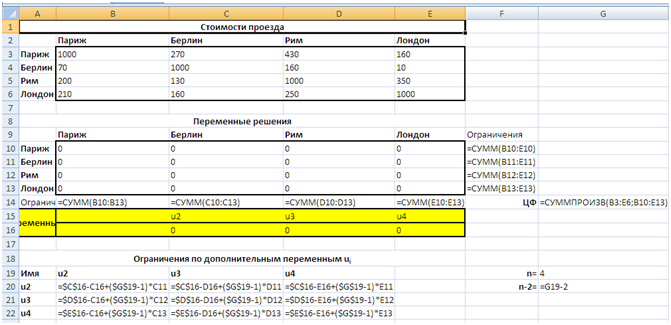 A B C D E F G
1 Стоимости проезда
2 Париж Берлин Рим Лондон
3 Париж 1000 270 430 160
4 Берлин 70 1000 160 10
5 Рим 200 130 1000 350
6 Лондон 210 160 250 1000
7
8 Переменные решения
9 Париж Берлин Рим Лондон Ограничения
10 Париж 0 0 0 0 =СУММ(B10:E10)
11 Берлин 0 0 0 0 =СУММ(B11:E11)
12 Рим 0 0 0 0 =СУММ(B12:E12)
13 Лондон 0 0 0 0 =СУММ(B13:E13)
14 Огранич =СУММ(B10:B13) =СУММ(C10:C13) =СУММ(D10:D13) =СУММ(E10:E13) ЦФ =СУММПРОИЗВ(B3:E6;B10:E13)
15 ременны u2 u3 u4
16 0 0 0
17
18 Ограничения по дополнительным переменным ui
19 Имя u2 u3 u4 n= 4
20 u2 =$C$16-C16+($G$19-1)*C11 =$C$16-D16+($G$19-1)*D11 =$C$16-E16+($G$19-1)*E11 n-2= =G19-2
21 u3 =$D$16-C16+($G$19-1)*C12 =$D$16-D16+($G$19-1)*D12 =$D$16-E16+($G$19-1)*E12
22 u4 =$E$16-C16+($G$19-1)*C13 =$E$16-D16+($G$19-1)*D13 =$E$16-E16+($G$19-1)*E13